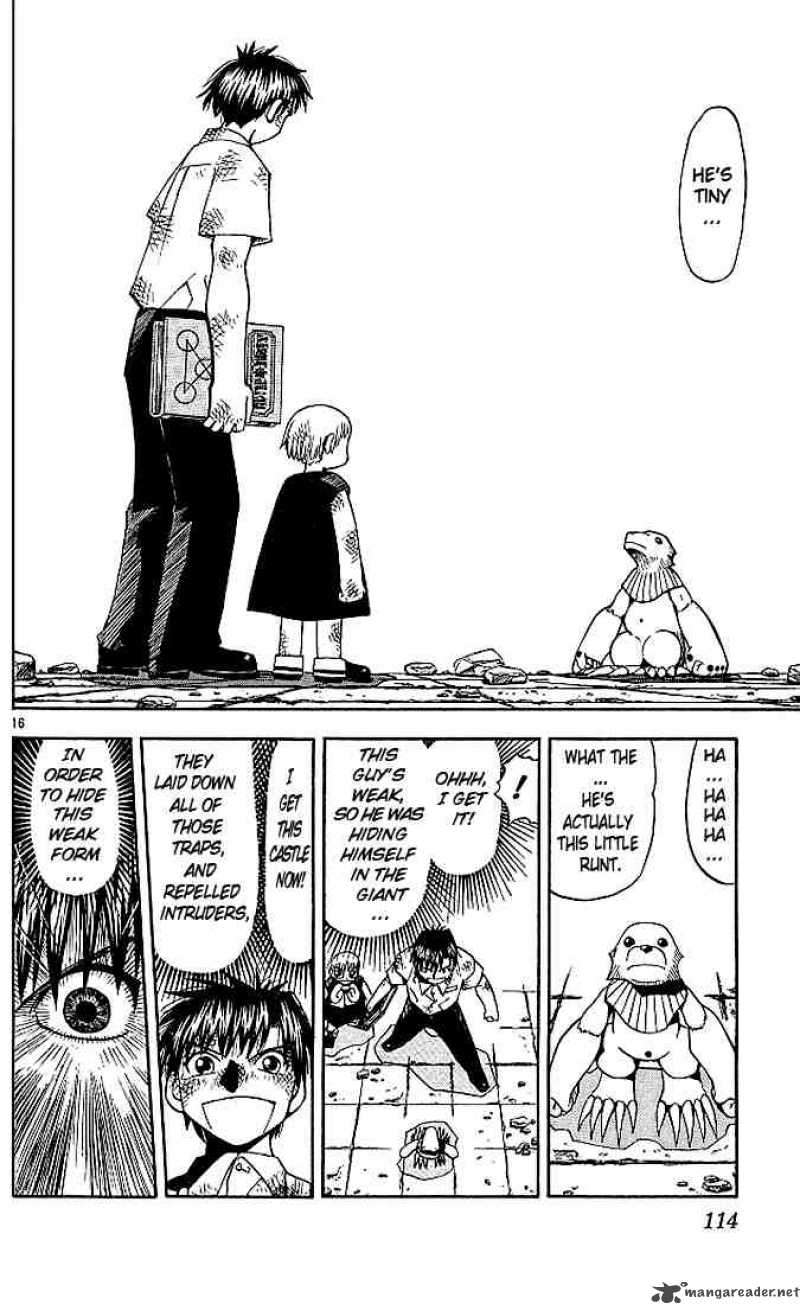 HE'S
TINY
...
16
HA
...
HA
HA
HA
...
WHAT THE
...
HE'S
ACTUALLY
THIS LITTLE
RUNT.
!
OHHH,
I GET
IT!
THIS
GUY'S
WEAK,
SO HE WAS
HIDING
HIMSELF
IN THE
GIANT
...
I
GET
THIS
CASTLE
NOW!
THEY
LAID DOWN
ALL OF
THOSE
TRAPS,
AND
REPELLED
INTRUDERS,
IN
ORDER
TO HIDE
THIS
WEAK
FORM
...
114
mangareader.net